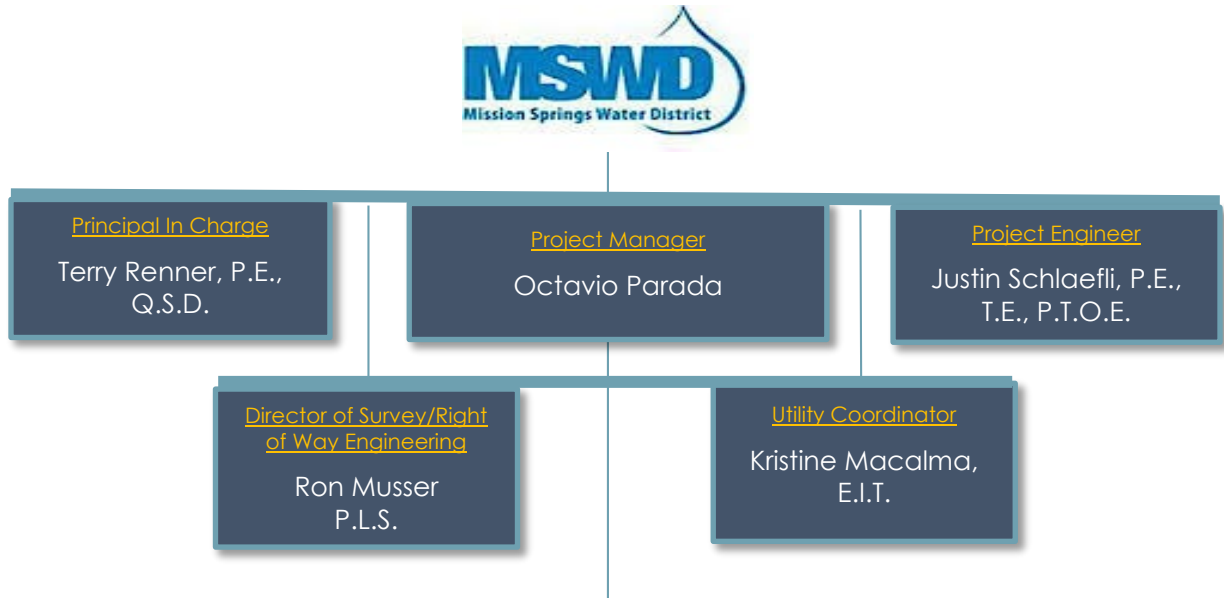 MSWD
Mission Springs Water District
Principal In Charge
Terry Renner, P.E.,
Q.S.D.
Project Manager
Octavio Parada
Project Engineer
Justin Schlaefli, P.E.,
T.E., P.T.O.E.
Director of Survey/Right
of Way Engineering
Ron Musser
P.L.S.
Utility Coordinator
Kristine Macalma,
E.I.T.